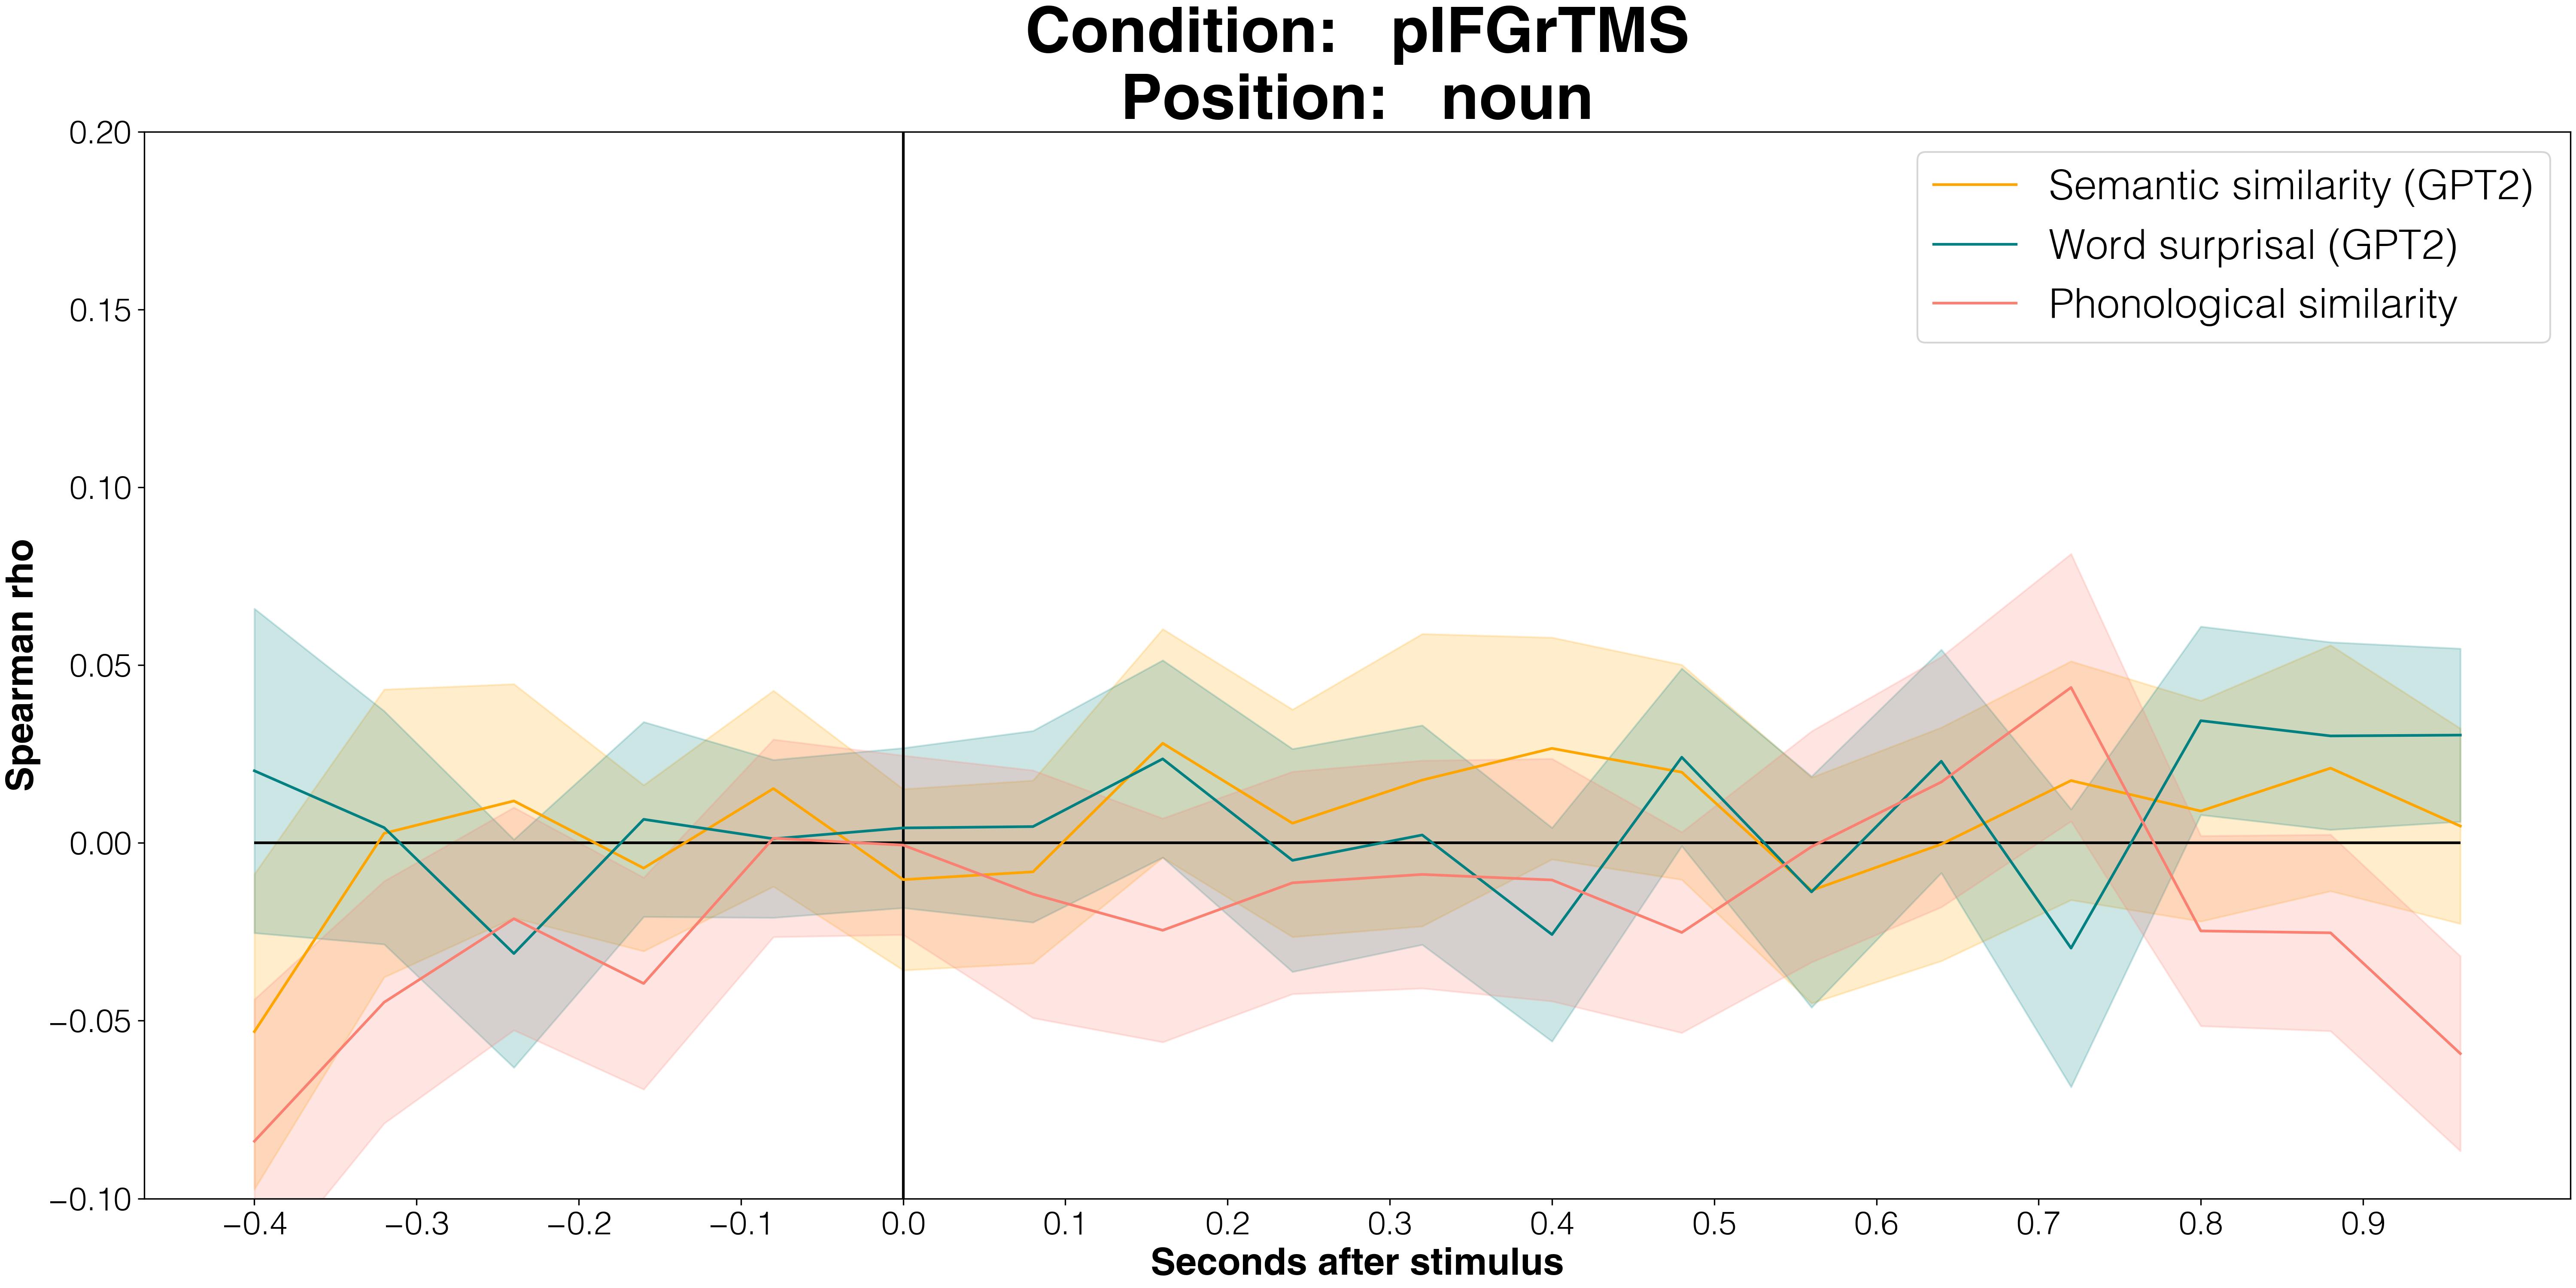 Condition:   pIFGrTMS
Position:   noun
0.20
0.15
0.10
0.05
0.00
−0.05
−0.10
Spearman rho
Semantic similarity (GPT2)
Word surprisal (GPT2)
Phonological similarity
−0.4 −0.3 −0.2 −0.1 0.0 0.1 0.2 0.3 0.4 0.5 0.6 0.7 0.8 0.9
Seconds after stimulus